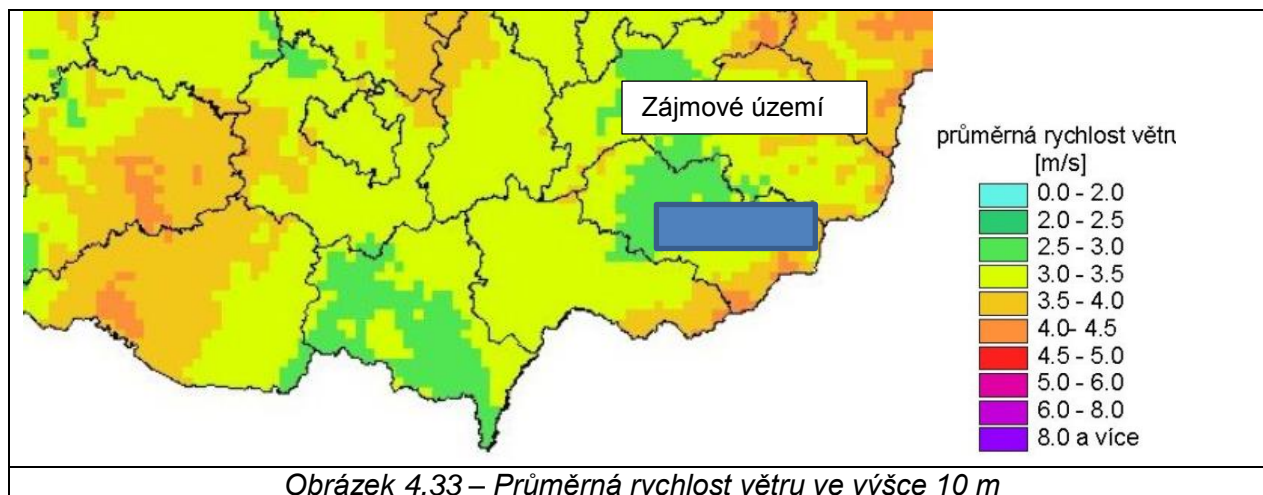 Zájmové území
průměrná rychlost větru
[m/s]
0.0 - 2.0
2.0 - 2.5
2.5 - 3.0
3.0 - 3.5
3.5 - 4.0
4.0- 4.5
4.5 - 5.0
5.0 - 6.0
6.0 - 8.0
8.0 a více
Obrázek 4.33 – Průměrná rychlost větru ve výšce 10 m